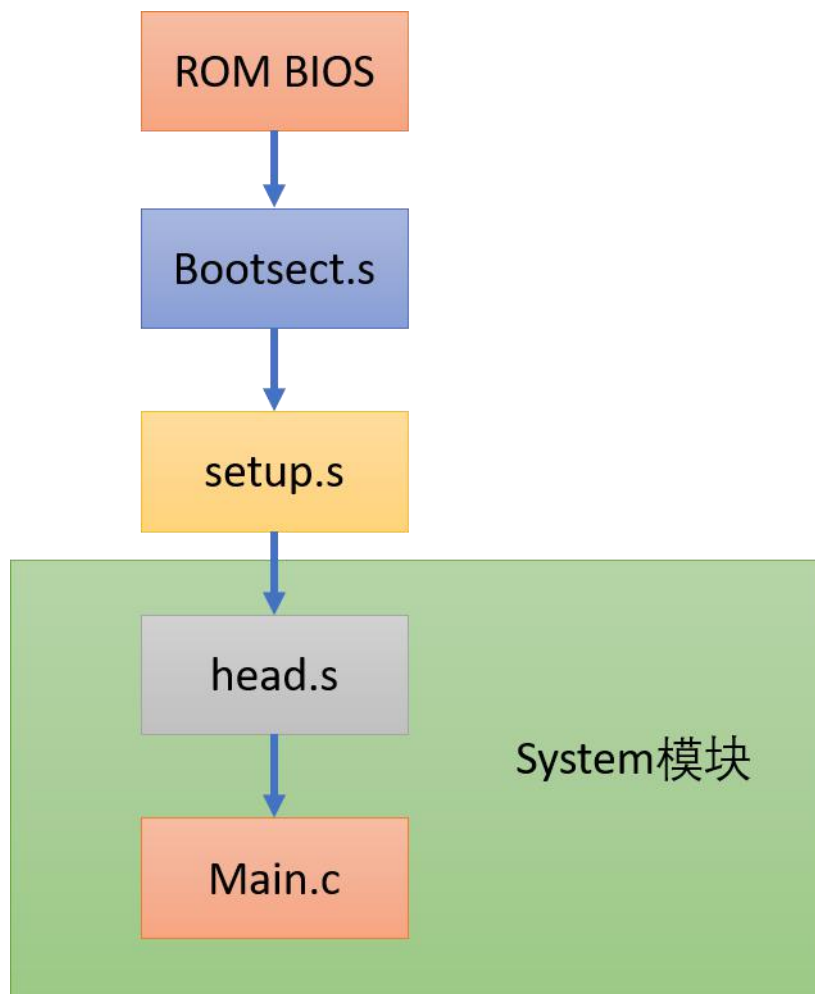 ROM BIOS
Bootsect.s
setup.s
head.s
System模块
Main.c